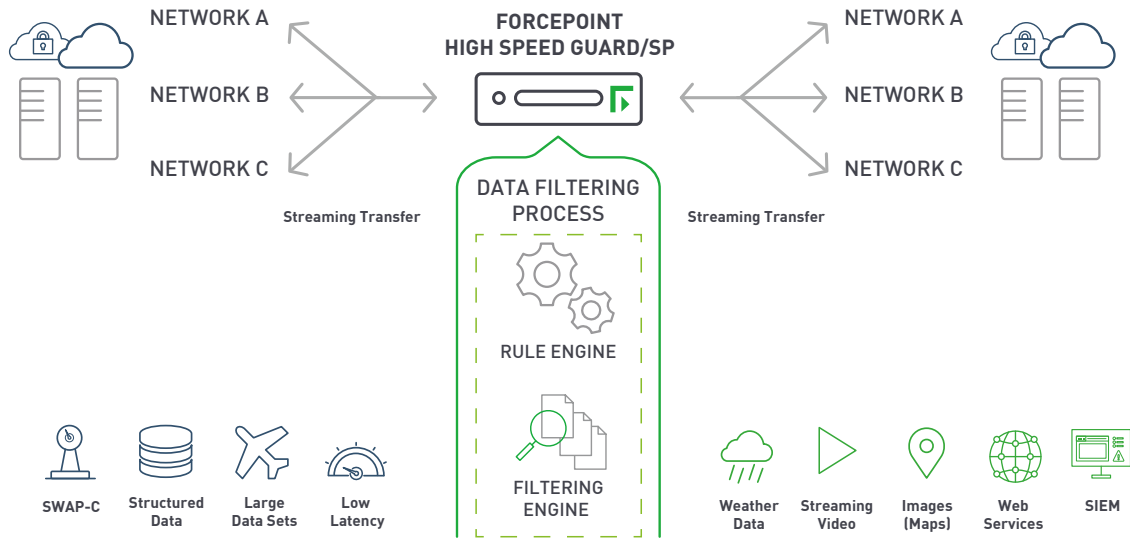 NETWORK A
NETWORK B
NETWORK C
Streaming Transfer
FORCEPOINT
HIGH SPEED GUARD/SP
DATA FILTERING
PROCESS
RULE ENGINE
FILTERING
ENGINE
NETWORK A
NETWORK B
NETWORK C
Streaming Transfer
SWAP-C
Structured
Data
Large
Data Sets
Low
Latency
Weather
Data
Streaming
Video
Images
(Maps)
Web
Services
SIEM